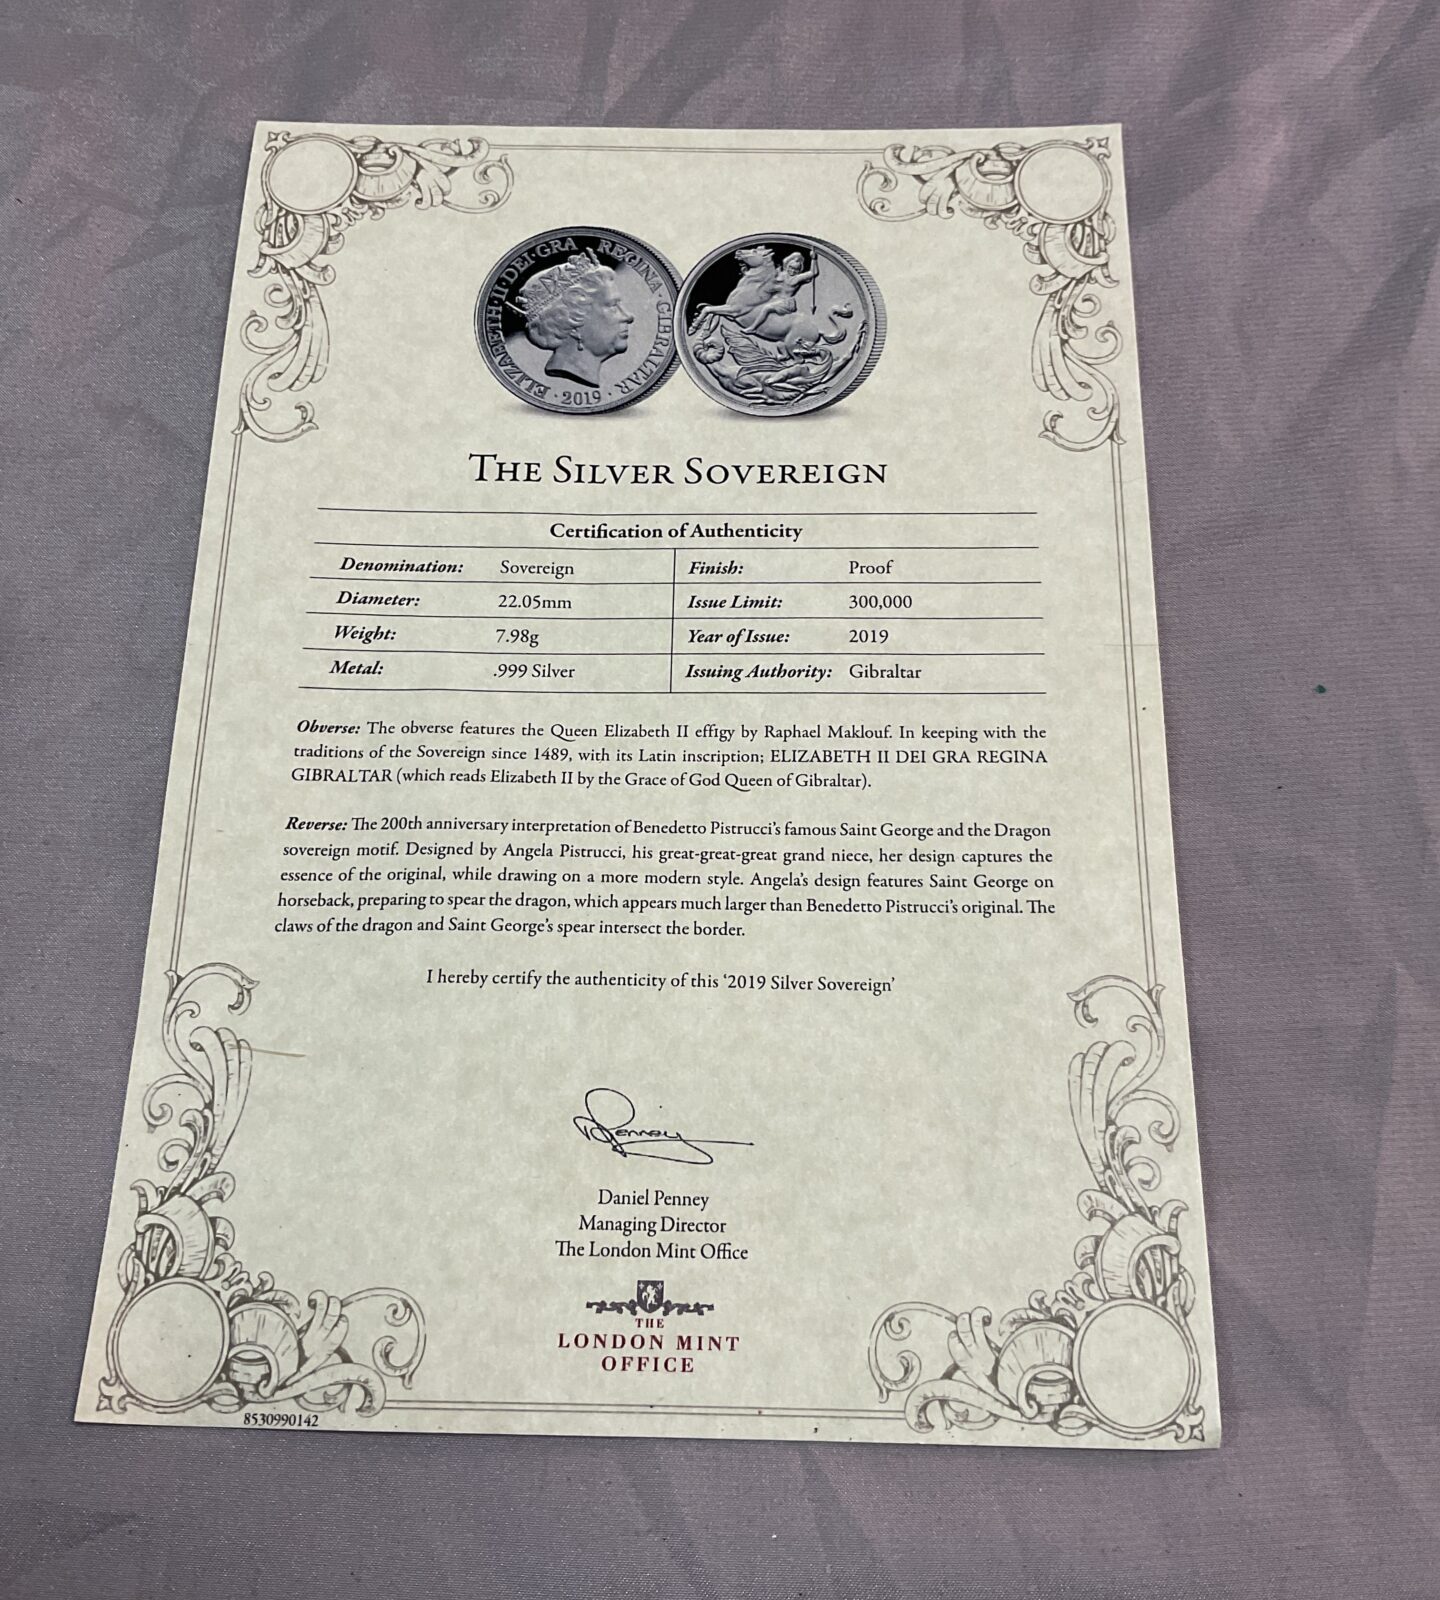 ELIZABETH·II·DEI·GRA REGINA·GIBRALTAR
·2019·
THE SILVER SOVEREIGN
Certification of Authenticity
Denomination: Sovereign Finish: Proof
Diameter: 22.05mm Issue Limit: 300,000
Weight: 7.98g Year of Issue: 2019
Metal: .999 Silver Issuing Authority: Gibraltar
Obverse: The obverse features the Queen Elizabeth II effigy by Raphael Maklouf. In keeping with the
traditions of the Sovereign since 1489, with its Latin inscription; ELIZABETH II DEI GRA REGINA
GIBRALTAR (which reads Elizabeth II by the Grace of God Queen of Gibraltar).
Reverse: The 200th anniversary interpretation of Benedetto Pistrucci's famous Saint George and the Dragon
sovereign motif. Designed by Angela Pistrucci, his great-great-great grand niece, her design captures the
essence of the original, while drawing on a more modern style. Angela's design features Saint George on
horseback, preparing to spear the dragon, which appears much larger than Benedetto Pistrucci's original. The
claws of the dragon and Saint George's spear intersect the border.
I hereby certify the authenticity of this ‘2019 Silver Sovereign’
DPenney
Daniel Penney
Managing Director
The London Mint Office
THE
LONDON MINT
OFFICE
8530990142